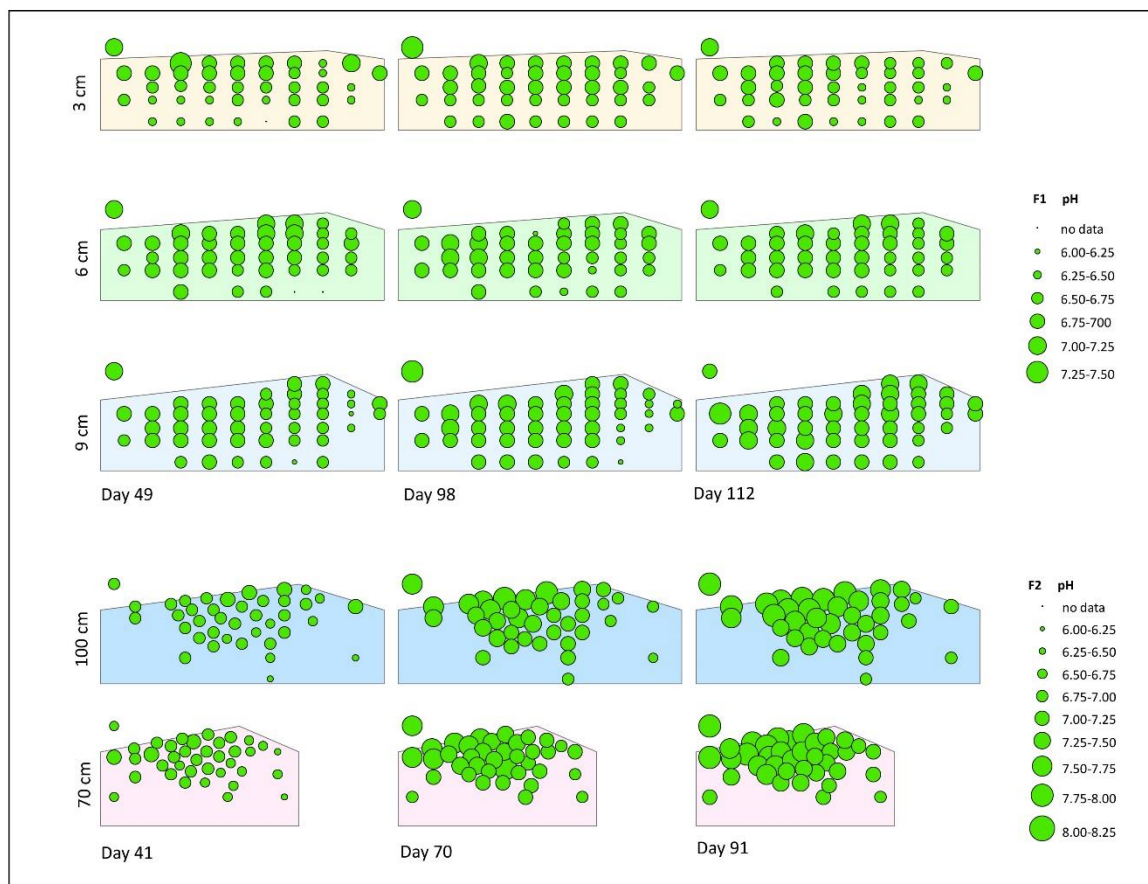 3 cm
6 cm
9 cm
Day 49
Day 98
Day 112
F1 pH
no data
6.00-6.25
6.25-6.50
6.50-6.75
6.75-700
7.00-7.25
7.25-7.50
100 cm
70 cm
Day 41
Day 70
Day 91
F2 pH
no data
6.00-6.25
6.25-6.50
6.50-6.75
6.75-7.00
7.00-7.25
7.25-7.50
7.50-7.75
7.75-8.00
8.00-8.25